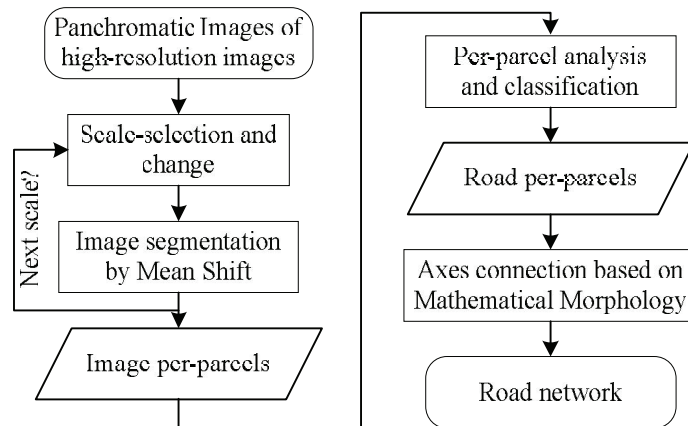 Panchromatic Images of
high-resolution images
Scale-selection and
change
Next scale?
Image segmentation
by Mean Shift
Image per-parcels
Per-parcel analysis
and classification
Road per-parcels
Axes connection based on
Mathematical Morphology
Road network